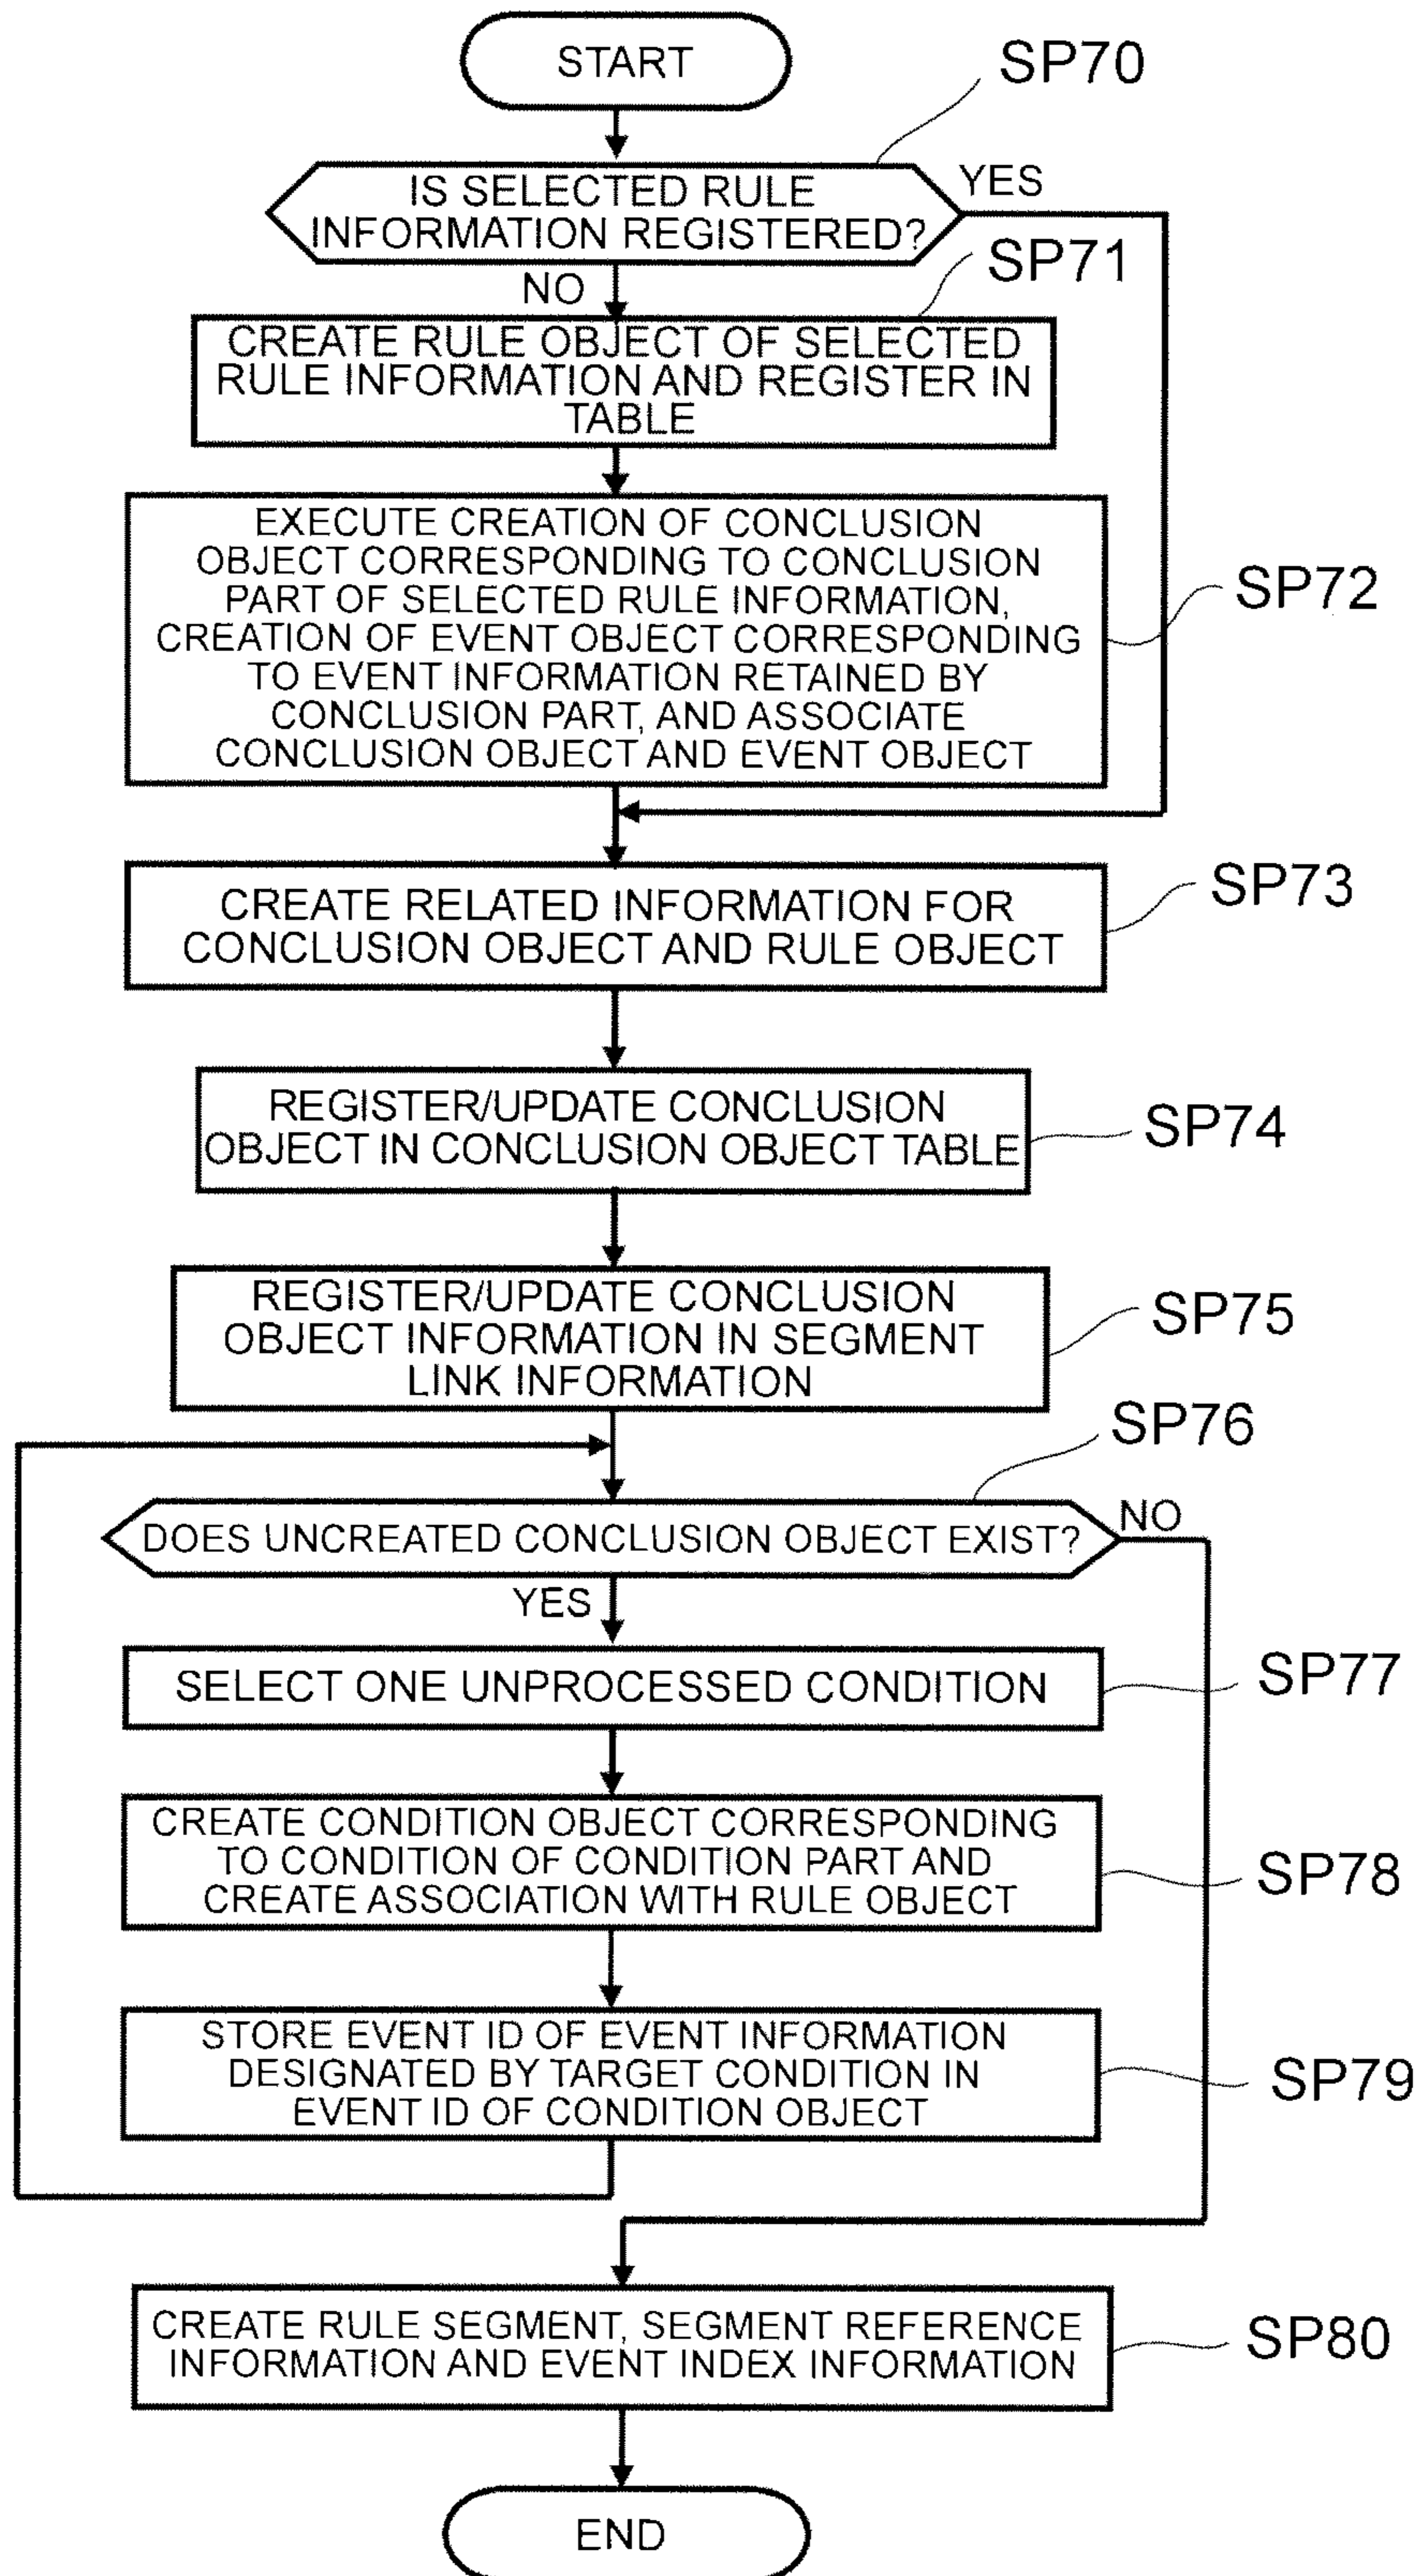 START
SP70
IS SELECTED RULE
INFORMATION REGISTERED?
YES
NO
SP71
CREATE RULE OBJECT OF SELECTED
RULE INFORMATION AND REGISTER IN
TABLE
EXECUTE CREATION OF CONCLUSION
OBJECT CORRESPONDING TO CONCLUSION
PART OF SELECTED RULE INFORMATION,
CREATION OF EVENT OBJECT CORRESPONDING
TO EVENT INFORMATION RETAINED BY
CONCLUSION PART, AND ASSOCIATE
CONCLUSION OBJECT AND EVENT OBJECT
SP72
CREATE RELATED INFORMATION FOR
CONCLUSION OBJECT AND RULE OBJECT
SP73
REGISTER/UPDATE CONCLUSION
OBJECT IN CONCLUSION OBJECT TABLE
SP74
REGISTER/UPDATE CONCLUSION
OBJECT INFORMATION IN SEGMENT
LINK INFORMATION
SP75
SP76
DOES UNCREATED CONCLUSION OBJECT EXIST?
NO
YES
SELECT ONE UNPROCESSED CONDITION
SP77
CREATE CONDITION OBJECT CORRESPONDING
TO CONDITION OF CONDITION PART AND
CREATE ASSOCIATION WITH RULE OBJECT
SP78
STORE EVENT ID OF EVENT INFORMATION
DESIGNATED BY TARGET CONDITION IN
EVENT ID OF CONDITION OBJECT
SP79
CREATE RULE SEGMENT, SEGMENT REFERENCE
INFORMATION AND EVENT INDEX INFORMATION
SP80
END